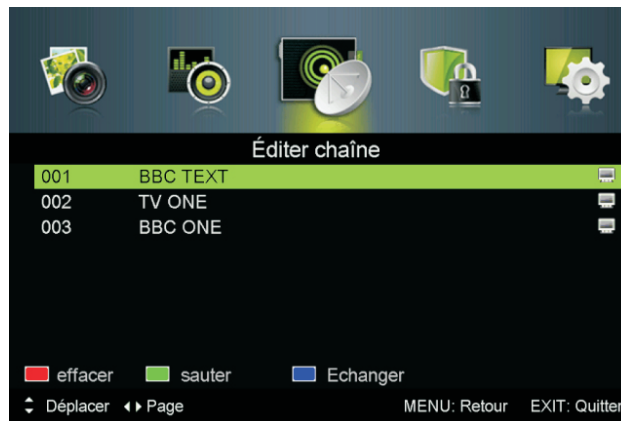 Éditer chaîne
001 BBC TEXT
002 TV ONE
003 BBC ONE
effacer sauter Echanger
Déplacer Page MENU: Retour EXIT: Quitter